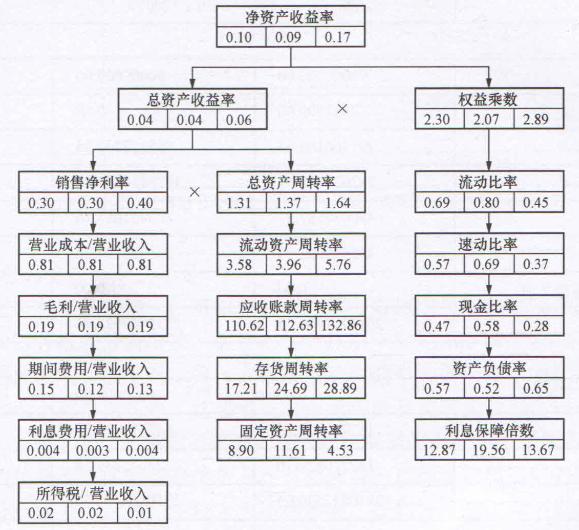 净资产收益率
0.10 0.09 0.17
总资产收益率 × 权益乘数
0.04 0.04 0.06 2.30 2.07 2.89
销售净利率 × 总资产周转率 流动比率
0.30 0.30 0.40 1.31 1.37 1.64 0.69 0.80 0.45
营业成本/营业收入 流动资产周转率 速动比率
0.81 0.81 0.81 3.58 3.96 5.76 0.57 0.69 0.37
毛利/营业收入 应收账款周转率 现金比率
0.19 0.19 0.19 110.62 112.63 132.86 0.47 0.58 0.28
期间费用/营业收入 存货周转率 资产负债率
0.15 0.12 0.13 17.21 24.69 28.89 0.57 0.52 0.65
利息费用/营业收入 固定资产周转率 利息保障倍数
0.004 0.003 0.004 8.90 11.61 4.53 12.87 19.56 13.67
所得税/ 营业收入
0.02 0.02 0.01